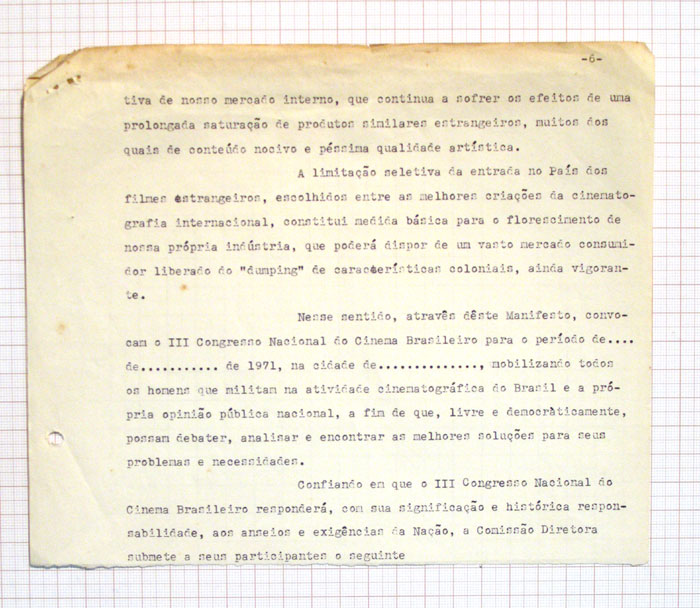 -6-
tiva de nosso mercado interno, que continua a sofrer os efeitos de uma
prolongada saturação de produtos similares estrangeiros, muitos dos
quais de conteúdo nocivo e péssima qualidade artística.
A limitação seletiva da entrada no País dos
filmes estrangeiros, escolhidos entre as melhores criações da cinemato-
grafia internacional, constitui medida básica para o florescimento de
nossa própria indústria, que poderá dispor de um vasto mercado consumi-
dor liberado do "dumping" de características coloniais, ainda vigoran-
te.
Nesse sentido, atravês dêste Manifesto, convo-
cam o III Congresso Nacional do Cinema Brasileiro para o período de....
de........... de 1971, na cidade de..............., mobilizando todos
os homens que militam na atividade cinematográfica do Brasil e a pró-
pria opinião pública nacional, a fim de que, livre e democràticamente,
possam debater, analisar e encontrar as melhores soluções para seus
problemas e necessidades.
Confiando em que o III Congresso Nacional do
Cinema Brasileiro responderá, com sua significação e histórica respon-
sabilidade, aos anseios e exigências da Nação, a Comissão Diretora
submete a seus participantes o seguinte